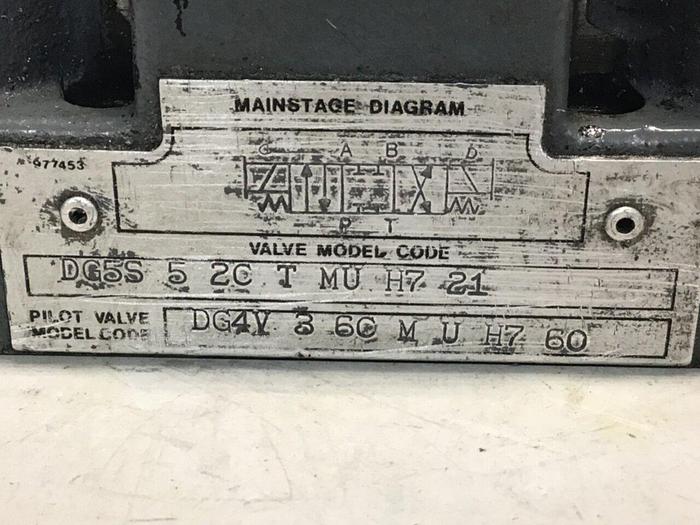 MAINSTAGE DIAGRAM
977453
C A B D
P T
VALVE MODEL CODE
DG5S 5 2C T MU H7 21
PILOT VALVE
MODEL CODE
DG4V 3 6C M U H7 60